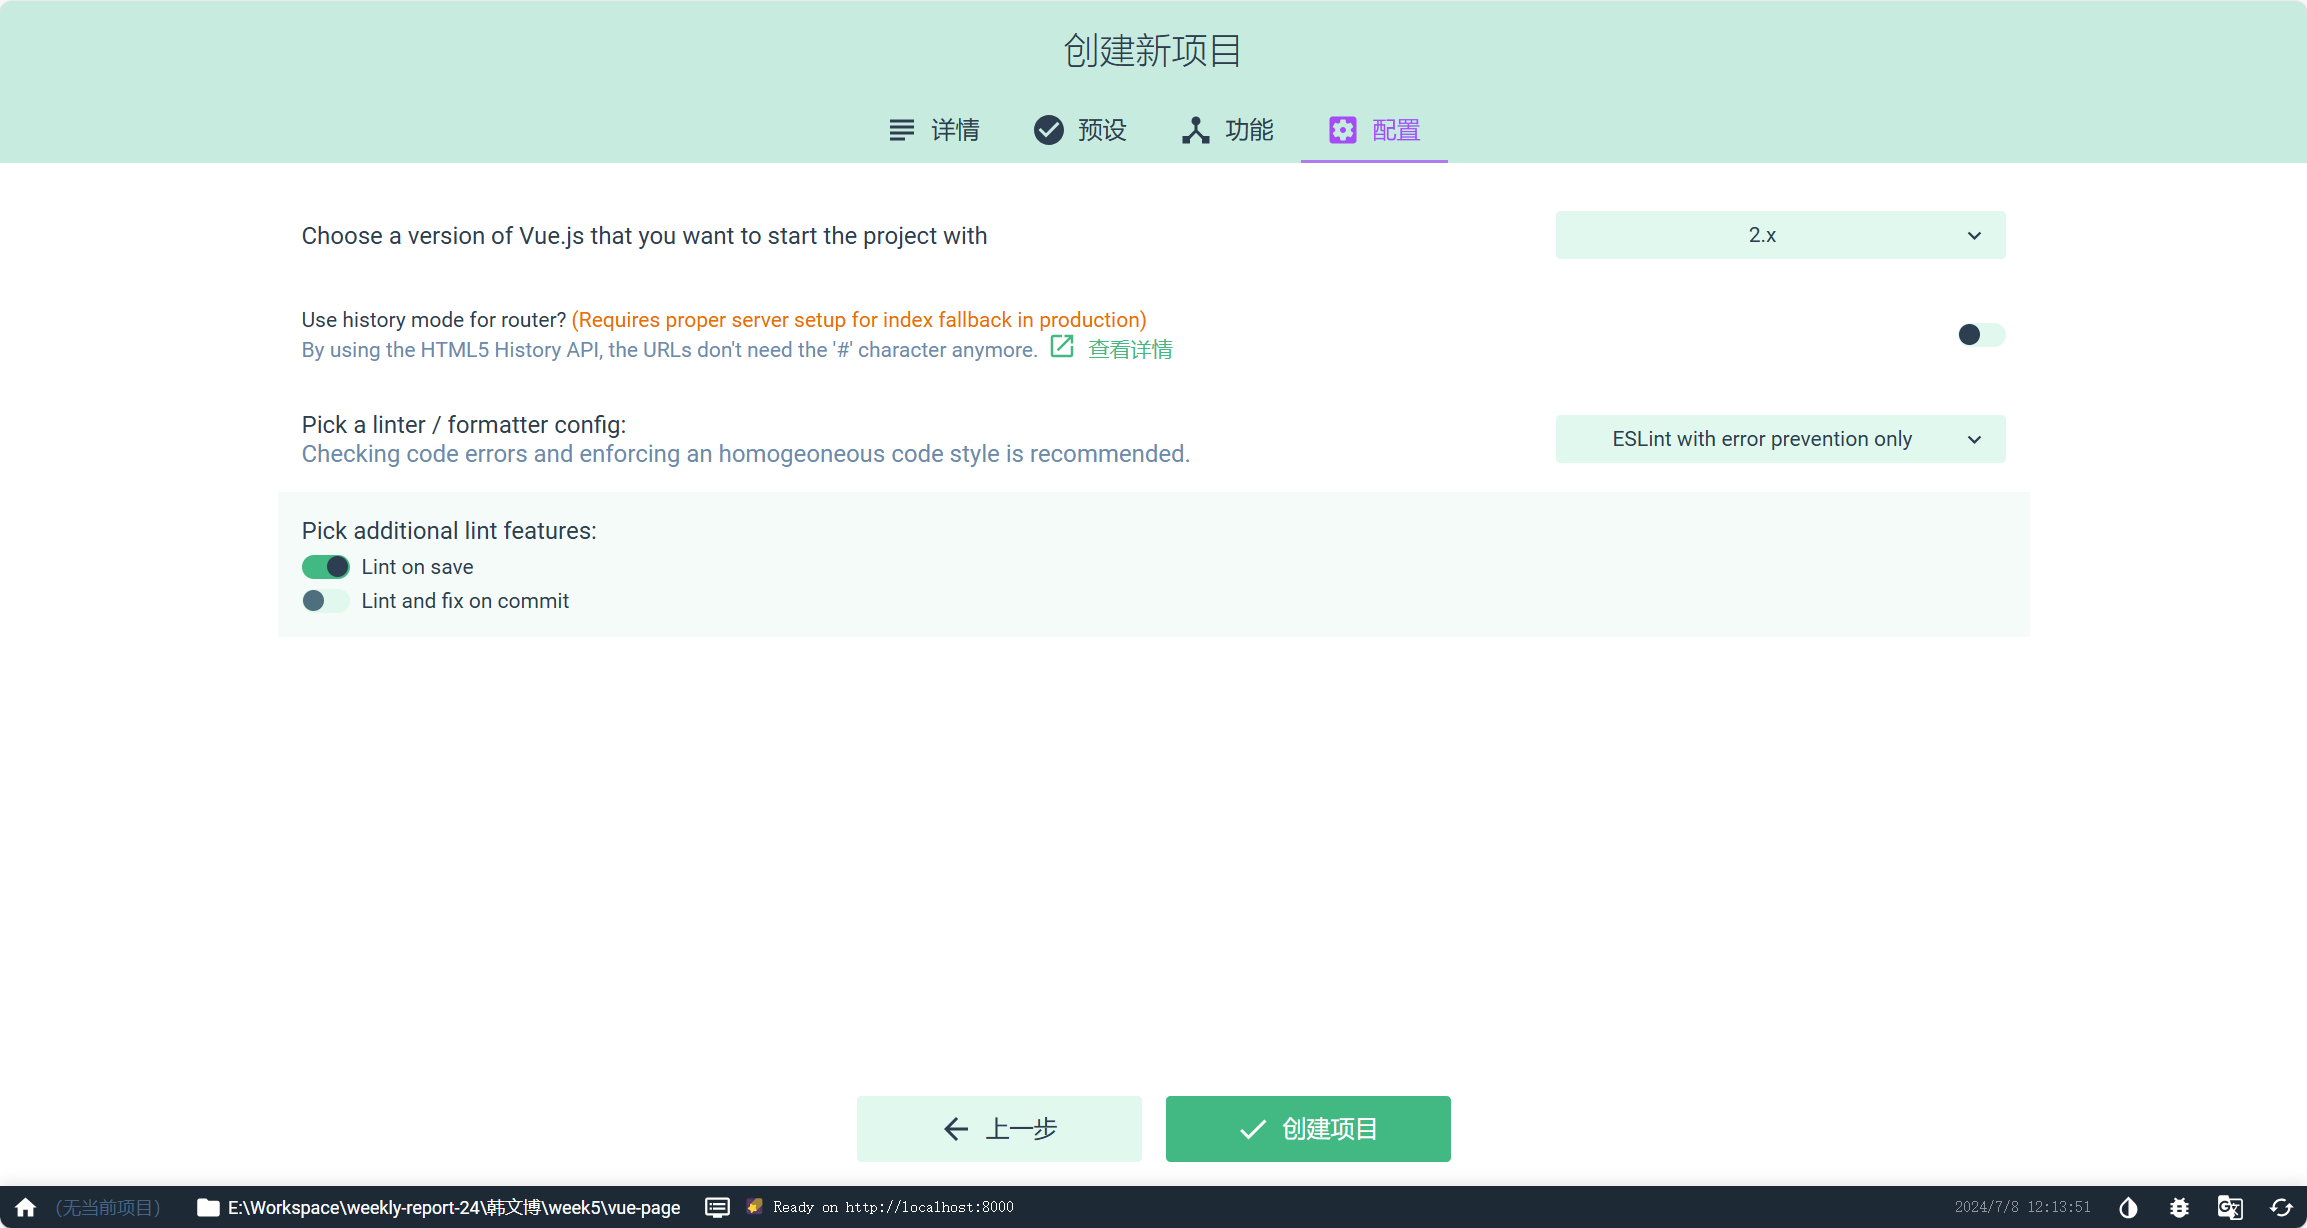 创建新项目
详情 预设 功能 配置
Choose a version of Vue.js that you want to start the project with
2.x
Use history mode for router? (Requires proper server setup for index fallback in production)
By using the HTML5 History API, the URLs don't need the '#' character anymore. 查看详情
Pick a linter / formatter config:
Checking code errors and enforcing an homogeoneous code style is recommended.
ESLint with error prevention only
Pick additional lint features:
Lint on save
Lint and fix on commit
上一步 创建项目
(无当前项目) E:\Workspace\weekly-report-24\韩文博\week5\vue-page Ready on http://localhost:8000 2024/7/8 12:13:51